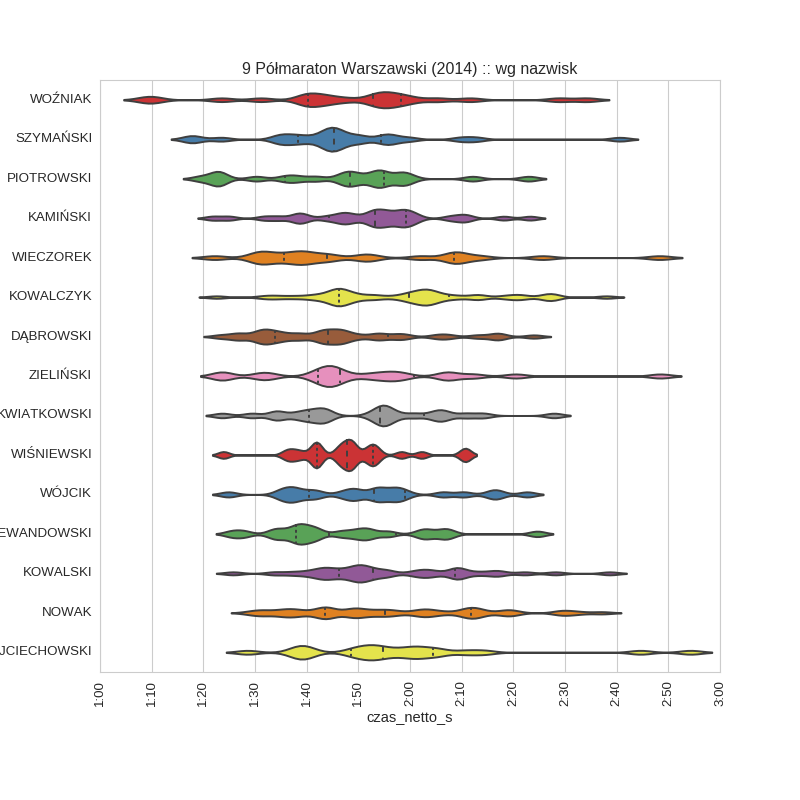 9 Półmaraton Warszawski (2014) :: wg nazwisk
WOŹNIAK
SZYMAŃSKI
PIOTROWSKI
KAMIŃSKI
WIECZOREK
KOWALCZYK
DĄBROWSKI
ZIELIŃSKI
KWIATKOWSKI
WIŚNIEWSKI
WÓJCIK
EWANDOWSKI
KOWALSKI
NOWAK
JCIECHOWSKI
1:00 1:10 1:20 1:30 1:40 1:50 2:00 2:10 2:20 2:30 2:40 2:50 3:00
czas_netto_s